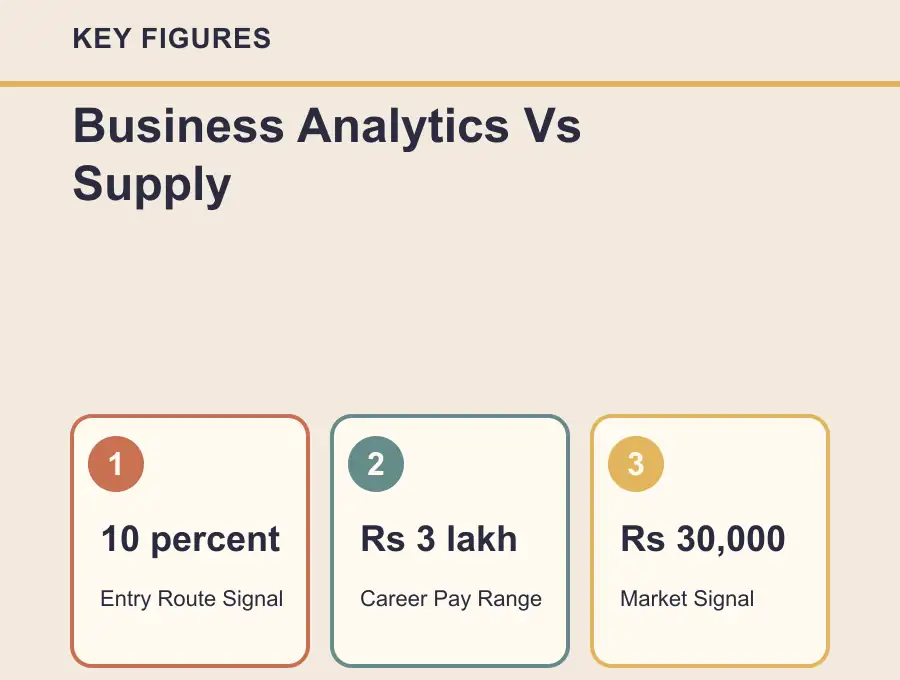 KEY FIGURES
Business Analytics Vs
Supply
1
10 percent
Entry Route Signal
2
Rs 3 lakh
Career Pay Range
3
Rs 30,000
Market Signal